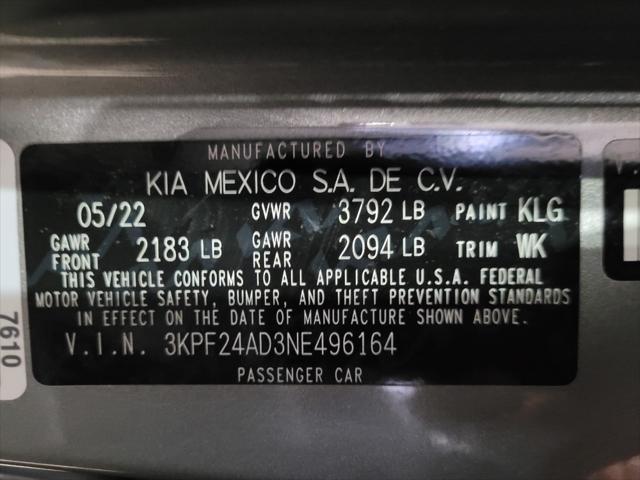 MANUFACTURED BY
KIA MEXICO S.A. DE C.V.
05/22 GVWR 3792 LB PAINT KLG
GAWR FRONT 2183 LB GAWR REAR 2094 LB TRIM WK
THIS VEHICLE CONFORMS TO ALL APPLICABLE U.S.A. FEDERAL
MOTOR VEHICLE SAFETY, BUMPER, AND THEFT PREVENTION STANDARDS
IN EFFECT ON THE DATE OF MANUFACTURE SHOWN ABOVE.
V.I.N. 3KPF24AD3NE496164
PASSENGER CAR
7610